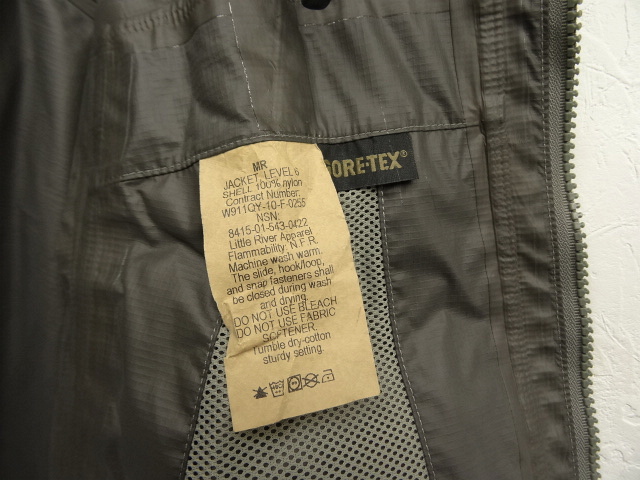 MR
JACKET, LEVEL 6
SHELL 100% nylon
Contract Number:
W911QY-10-F-0255
NSN:
8415-01-543-0422
Little River Apparel
Flammability: N.F.R.
Machine wash warm.
The slide, hook/loop,
and snap fasteners shall
be closed during wash
and drying.
DO NOT USE BLEACH
DO NOT USE FABRIC
SOFTENER.
Tumble dry-cotton
sturdy setting.
GORE-TEX®